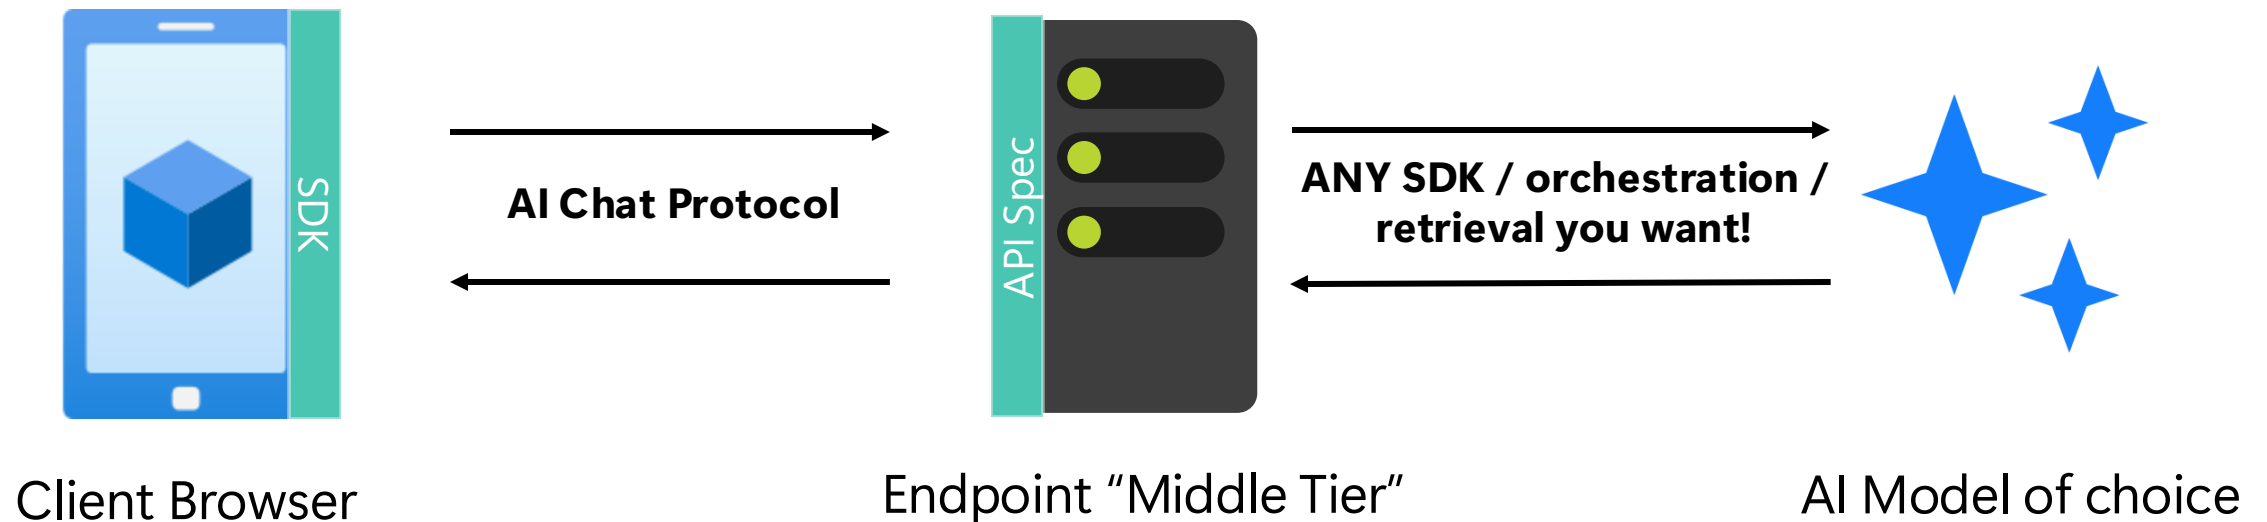 SDK
AI Chat Protocol
API Spec
ANY SDK / orchestration /
retrieval you want!
Client Browser
Endpoint “Middle Tier”
AI Model of choice